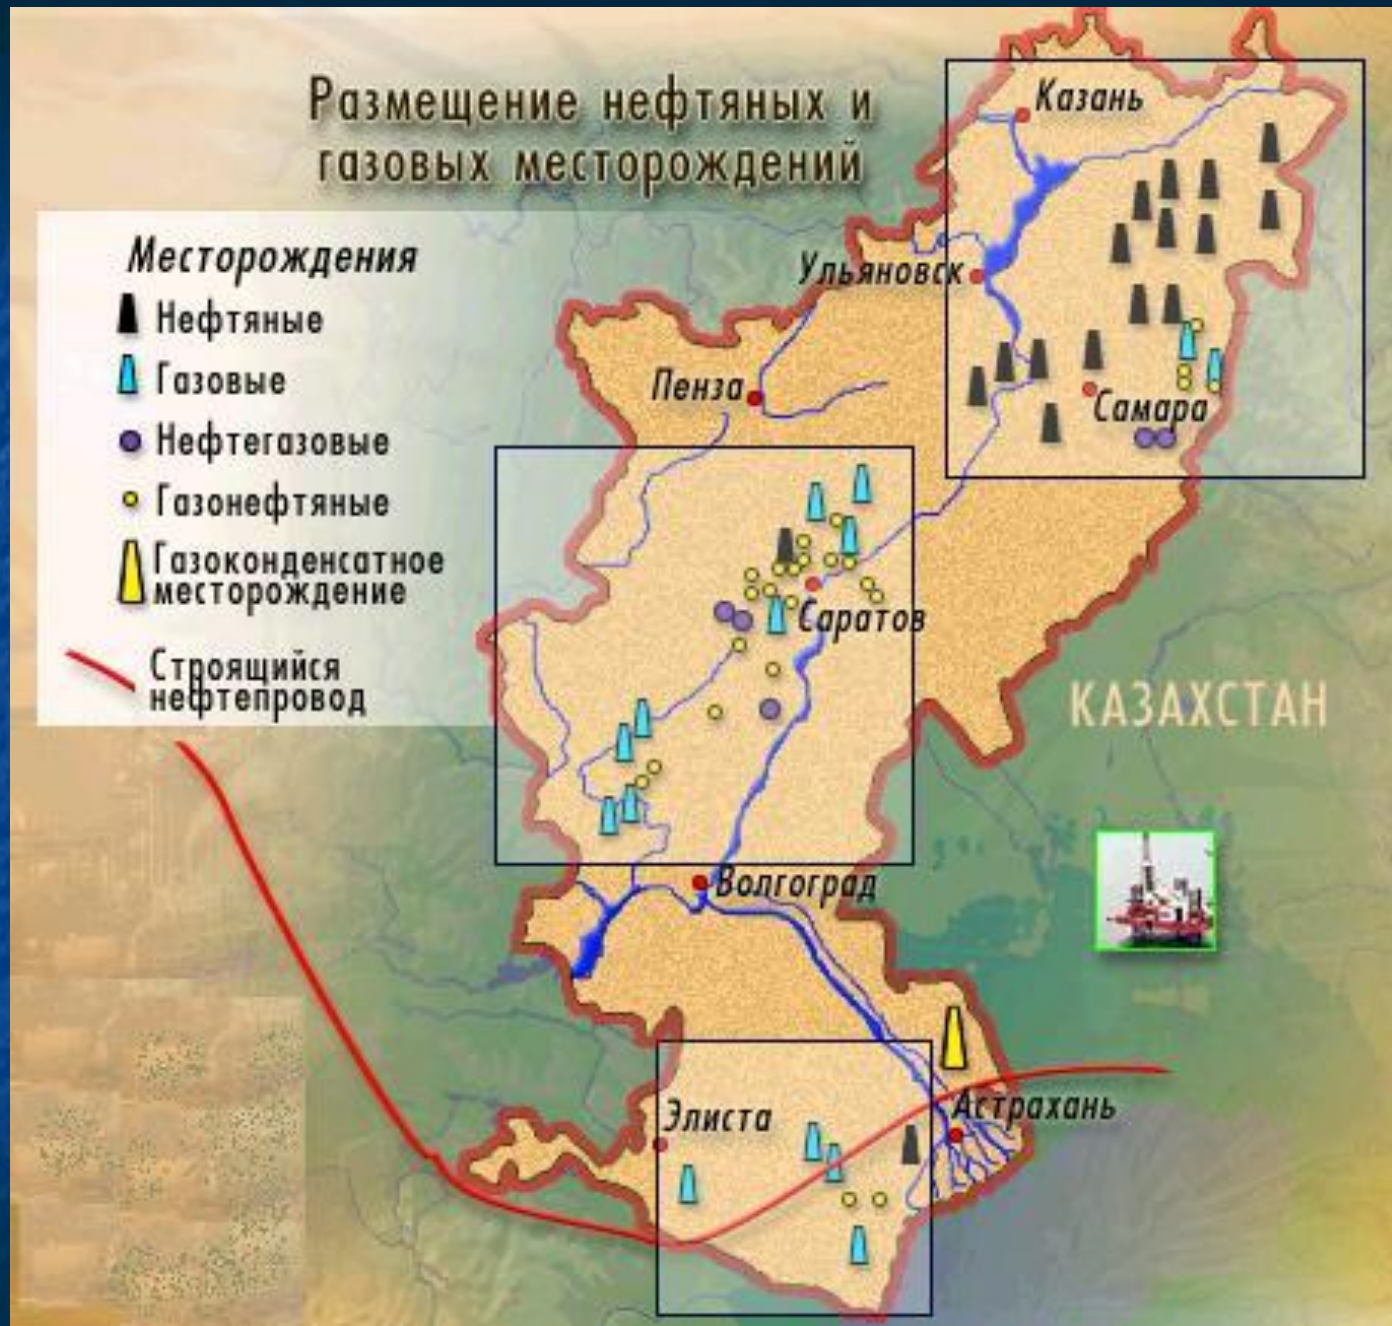 Размещение нефтяных и
газовых месторождений
Месторождения
Нефтяные
Газовые
Нефтегазовые
Газонефтяные
Газоконденсатное
месторождение
Строящийся
нефтепровод
Казань
Ульяновск
Пенза
Самара
Саратов
КАЗАХСТАН
Волгоград
Элиста
Астрахань